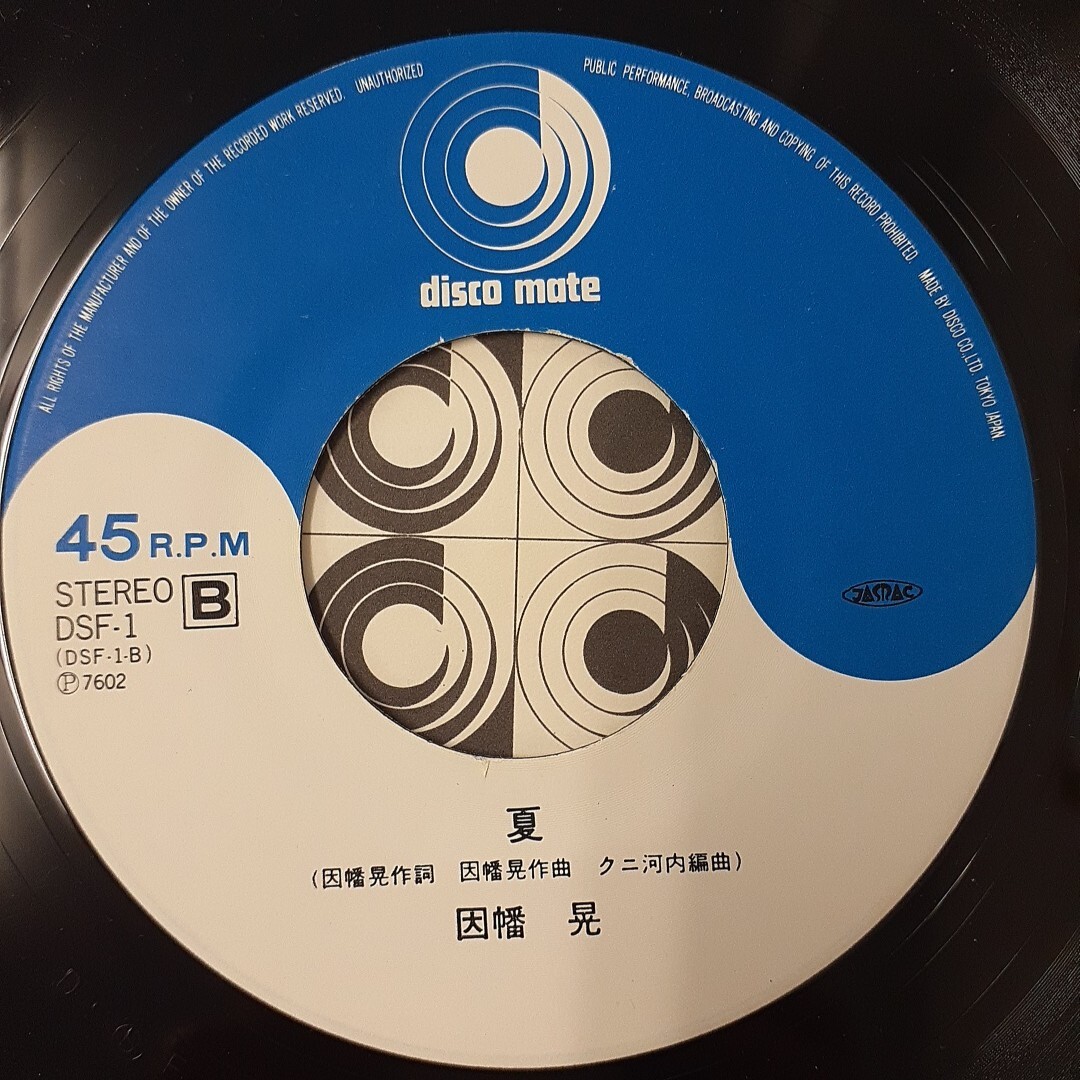 ALL RIGHTS OF THE MANUFACTURER AND OF THE OWNER OF THE RECORDED WORK RESERVED. UNAUTHORIZED PUBLIC PERFORMANCE, BROADCASTING AND COPYING OF THIS RECORD PROHIBITED. MADE BY DISCO CO., LTD. TOKYO JAPAN.
disco mate
45 R.P.M
STEREO B
DSF-1
(DSF-1-B)
Ⓟ7602
JASRAC
夏
(因幡晃作詞 因幡晃作曲 クニ河内編曲)
因幡 晃